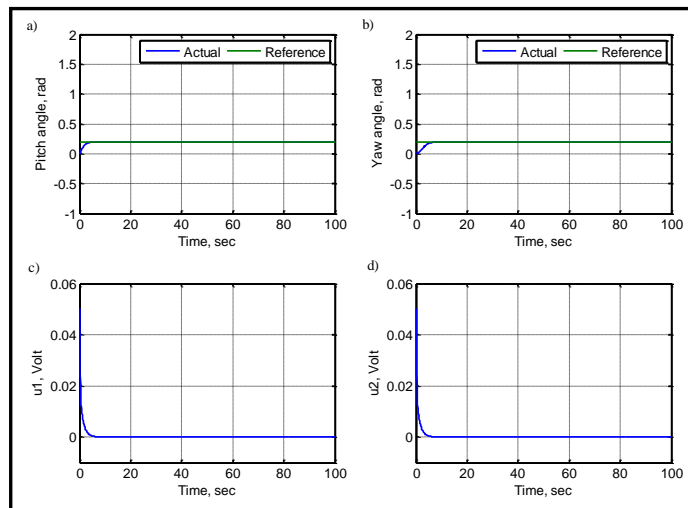 a)
2
1.5
1
0.5
0
-0.5
-1
Pitch angle, rad
Actual
Reference
0 20 40 60 80 100
Time, sec
b)
2
1.5
1
0.5
0
-0.5
-1
Yaw angle, rad
Actual
Reference
0 20 40 60 80 100
Time, sec
c)
0.06
0.04
0.02
0
u1, Volt
0 20 40 60 80 100
Time, sec
d)
0.06
0.04
0.02
0
u2, Volt
0 20 40 60 80 100
Time, sec